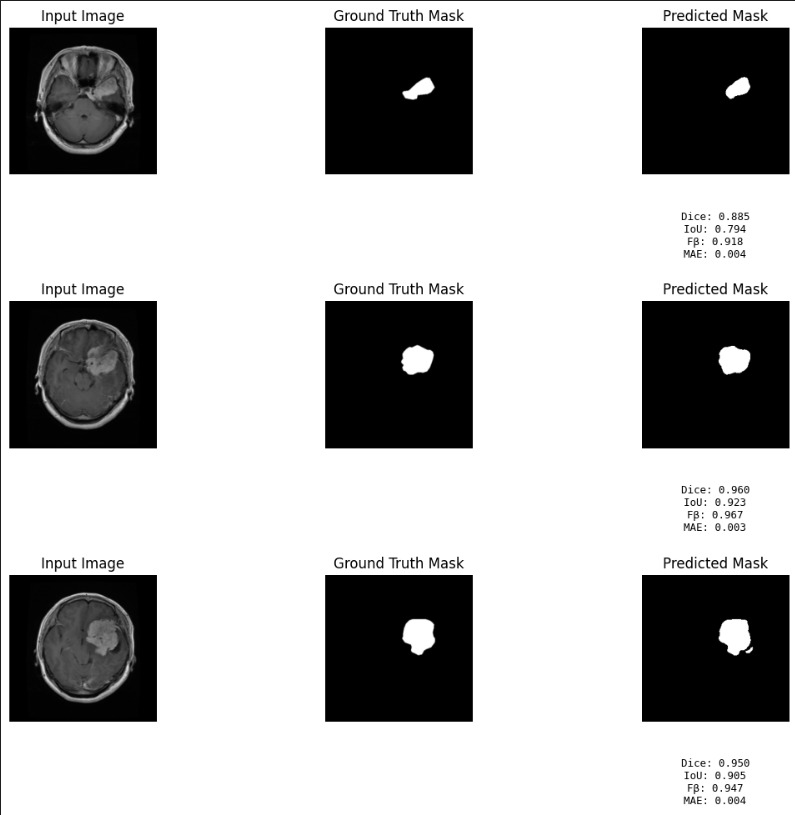 Input Image
Ground Truth Mask
Predicted Mask
Dice: 0.885
IoU: 0.794
Fβ: 0.918
MAE: 0.004
Input Image
Ground Truth Mask
Predicted Mask
Dice: 0.960
IoU: 0.923
Fβ: 0.967
MAE: 0.003
Input Image
Ground Truth Mask
Predicted Mask
Dice: 0.950
IoU: 0.905
Fβ: 0.947
MAE: 0.004